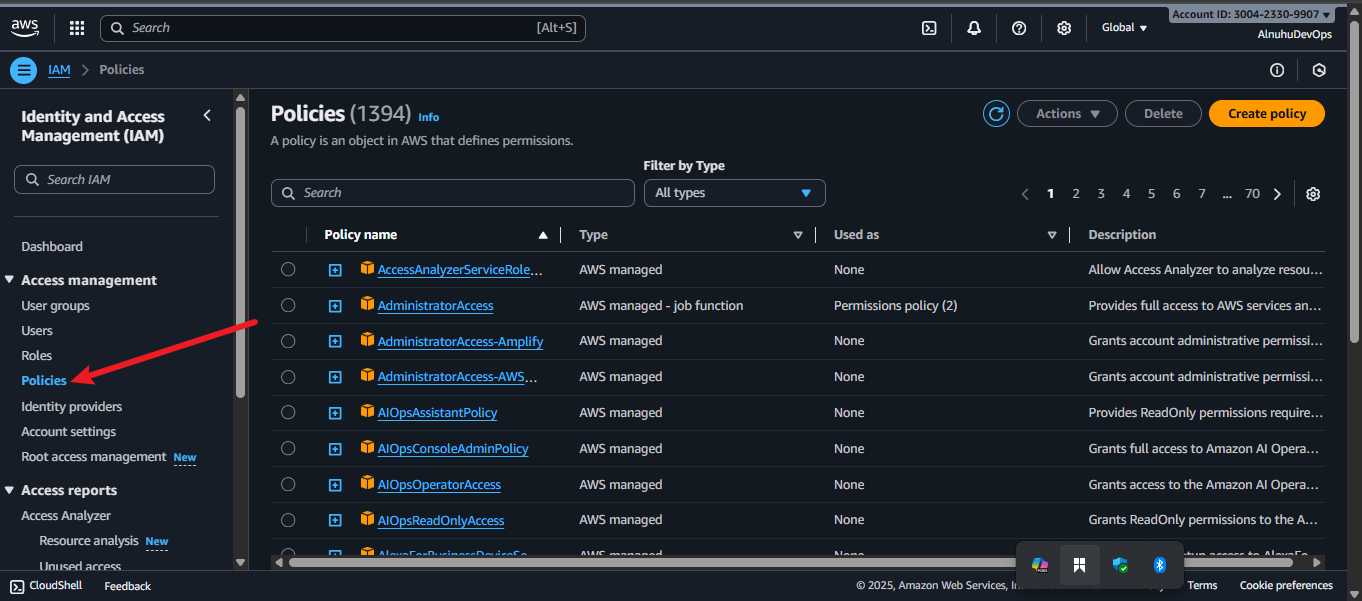 aws
Search [Alt+S]
Global
Account ID: 3004-2330-9907
AlnuhuDevOps
IAM > Policies
Identity and Access
Management (IAM)
Search IAM
Dashboard
Access management
User groups
Users
Roles
Policies
Identity providers
Account settings
Root access management New
Access reports
Access Analyzer
Resource analysis New
Unused access
Policies (1394) Info
A policy is an object in AWS that defines permissions.
Actions
Delete
Create policy
Filter by Type
Search
All types
1 2 3 4 5 6 7 ... 70
Policy name Type Used as Description
AccessAnalyzerServiceRole... AWS managed None Allow Access Analyzer to analyze resou...
AdministratorAccess AWS managed - job function Permissions policy (2) Provides full access to AWS services an...
AdministratorAccess-Amplify AWS managed None Grants account administrative permissi...
AdministratorAccess-AWS... AWS managed None Grants account administrative permissi...
AIOpsAssistantPolicy AWS managed None Provides ReadOnly permissions require...
AIOpsConsoleAdminPolicy AWS managed None Grants full access to Amazon AI Opera...
AIOpsOperatorAccess AWS managed None Grants access to the Amazon AI Operat...
AIOpsReadOnlyAccess AWS managed None Grants ReadOnly permissions to the A...
AlexaForBusinessDeviceSe... AWS managed None access to AlexaFo...
CloudShell Feedback
© 2025, Amazon Web Services, Terms Cookie preferences